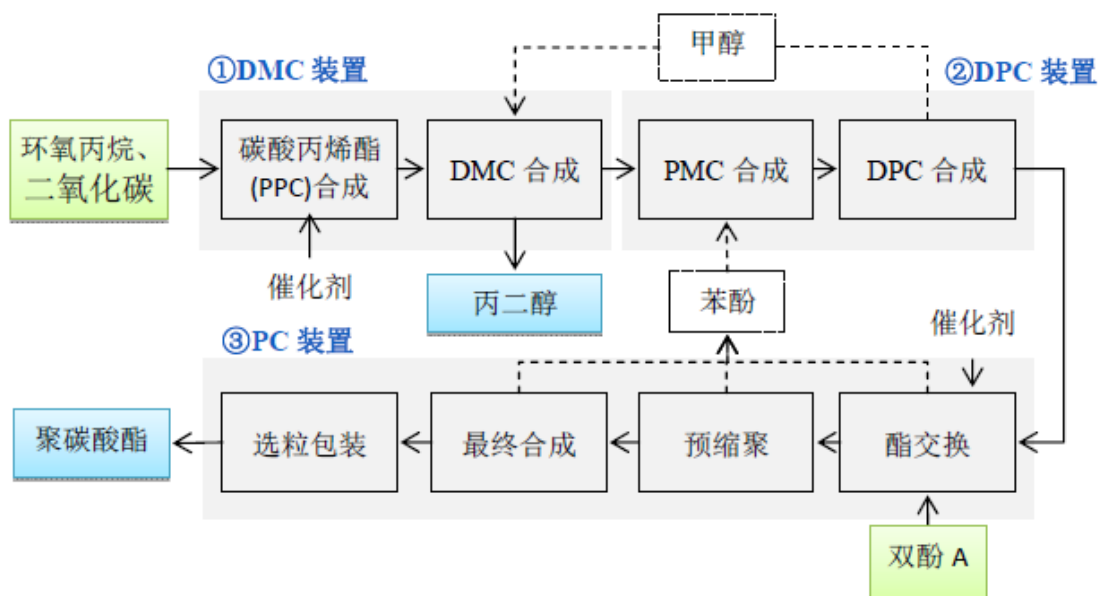 甲醇
①DMC 装置
②DPC 装置
环氧丙烷、
二氧化碳
碳酸丙烯酯
(PPC)合成
DMC 合成
PMC 合成
DPC 合成
催化剂
丙二醇
苯酚
催化剂
③PC 装置
聚碳酸酯
选粒包装
最终合成
预缩聚
酯交换
双酚 A